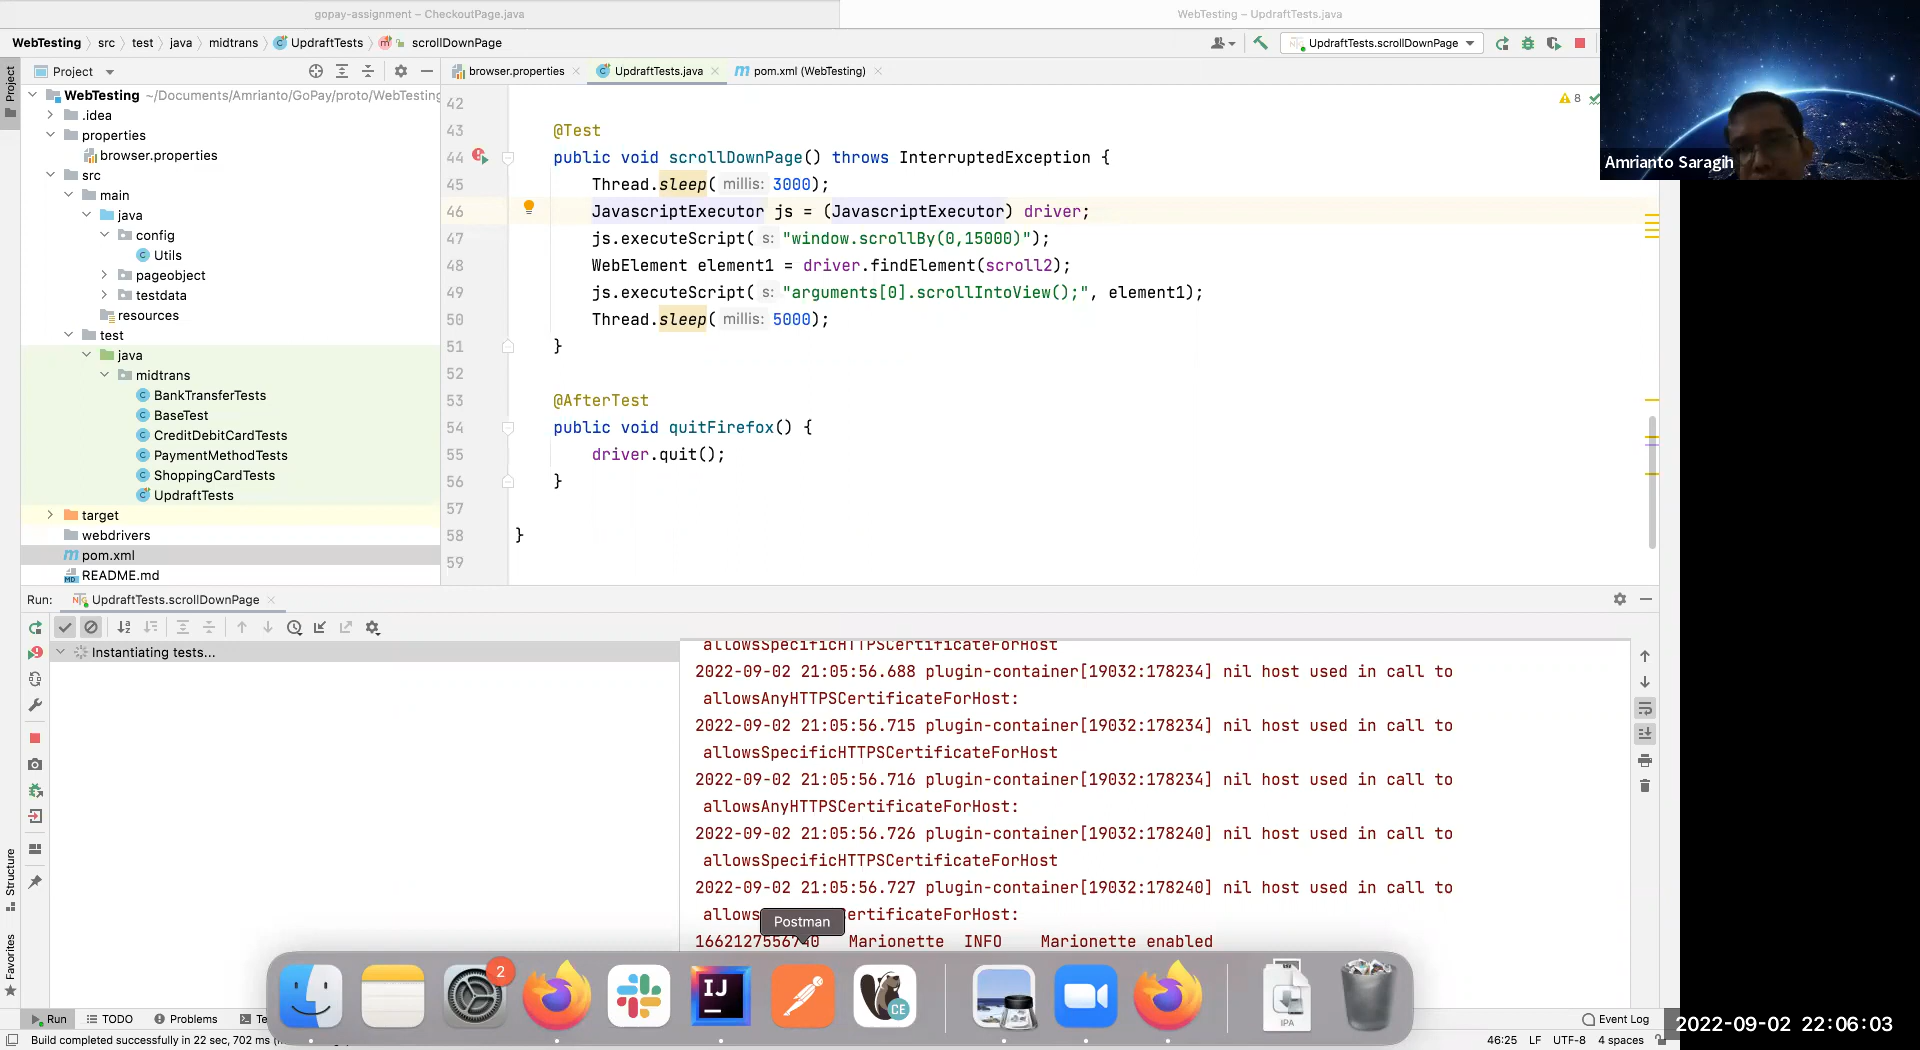 gopay-assignment – CheckoutPage.java
WebTesting – UpdraftTests.java
WebTesting src test java midtrans UpdraftTests scrollDownPage
UpdraftTests.scrollDownPage
Project
Project
browser.properties
UpdraftTests.java
pom.xml (WebTesting)
WebTesting ~/Documents/Amrianto/GoPay/proto/WebTesting
.idea
properties
browser.properties
src
main
java
config
Utils
pageobject
testdata
resources
test
java
midtrans
BankTransferTests
BaseTest
CreditDebitCardTests
PaymentMethodTests
ShoppingCardTests
UpdraftTests
target
webdrivers
pom.xml
README.md
8
42
43 @Test
44 public void scrollDownPage() throws InterruptedException {
45 Thread.sleep( millis: 3000);
46 JavascriptExecutor js = (JavascriptExecutor) driver;
47 js.executeScript( s: "window.scrollBy(0,15000)");
48 WebElement element1 = driver.findElement(scroll2);
49 js.executeScript( s: "arguments[0].scrollIntoView();", element1);
50 Thread.sleep( millis: 5000);
51 }
52
53 @AfterTest
54 public void quitFirefox() {
55 driver.quit();
56 }
57
58 }
59
Amrianto Saragih
Run: UpdraftTests.scrollDownPage
Instantiating tests...
allowsSpecificHTTPSCertificateForHost
2022-09-02 21:05:56.688 plugin-container[19032:178234] nil host used in call to
allowsAnyHTTPSCertificateForHost:
2022-09-02 21:05:56.715 plugin-container[19032:178234] nil host used in call to
allowsSpecificHTTPSCertificateForHost
2022-09-02 21:05:56.716 plugin-container[19032:178234] nil host used in call to
allowsAnyHTTPSCertificateForHost:
2022-09-02 21:05:56.726 plugin-container[19032:178240] nil host used in call to
allowsSpecificHTTPSCertificateForHost
2022-09-02 21:05:56.727 plugin-container[19032:178240] nil host used in call to
allows ertificateForHost:
Postman
1662127556740 Marionette INFO Marionette enabled
2
IJ
CE
IPA
Structure
Favorites
Run TODO Problems Te
Event Log
Build completed successfully in 22 sec, 702 ms
46:25 LF UTF-8 4 spaces
2022-09-02 22:06:03